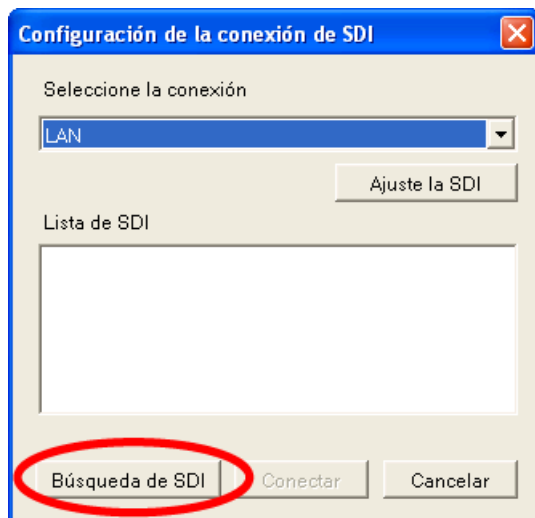 Configuración de la conexión de SDI
Seleccione la conexión
LAN
Ajuste la SDI
Lista de SDI
Búsqueda de SDI
Conectar
Cancelar